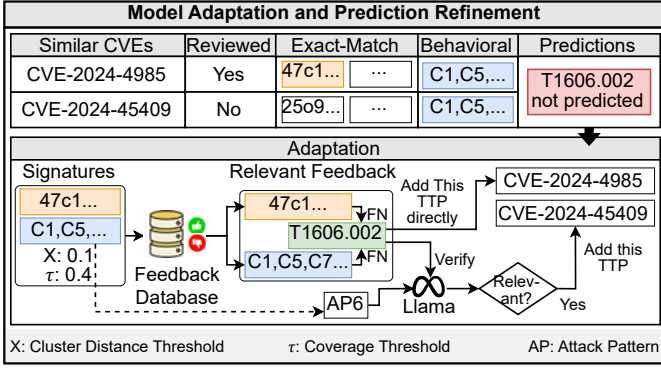 Model Adaptation and Prediction Refinement
Similar CVEs Reviewed Exact-Match Behavioral Predictions
CVE-2024-4985 Yes 47c1... ... C1,C5,...
CVE-2024-45409 No 25o9... ... C1,C5,...
T1606.002
not predicted
Adaptation
Signatures
47c1...
C1,C5,...
X: 0.1
τ: 0.4
Feedback
Database
Relevant Feedback
47c1...
FN
T1606.002
FN
C1,C5,C7...
Add This
TTP
directly
CVE-2024-4985
CVE-2024-45409
Verify
Add this
TTP
AP6
Llama
Relev-
ant?
Yes
X: Cluster Distance Threshold τ: Coverage Threshold AP: Attack Pattern